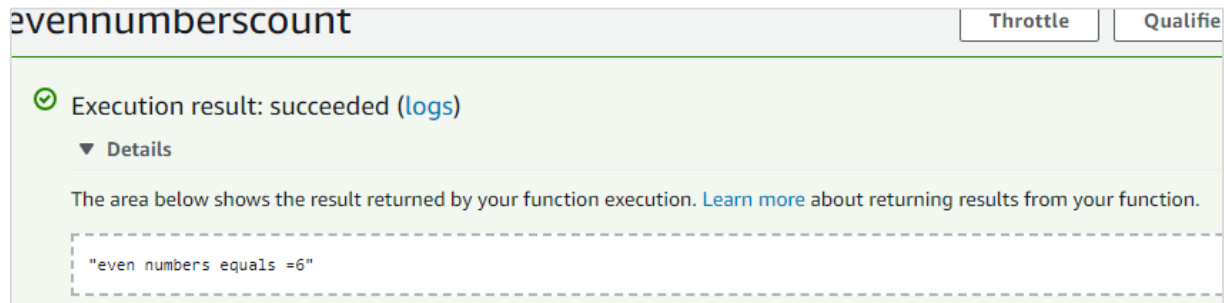 evennumberscount
Throttle
Qualifie
Execution result: succeeded (logs)
Details
The area below shows the result returned by your function execution. Learn more about returning results from your function.
"even numbers equals =6"